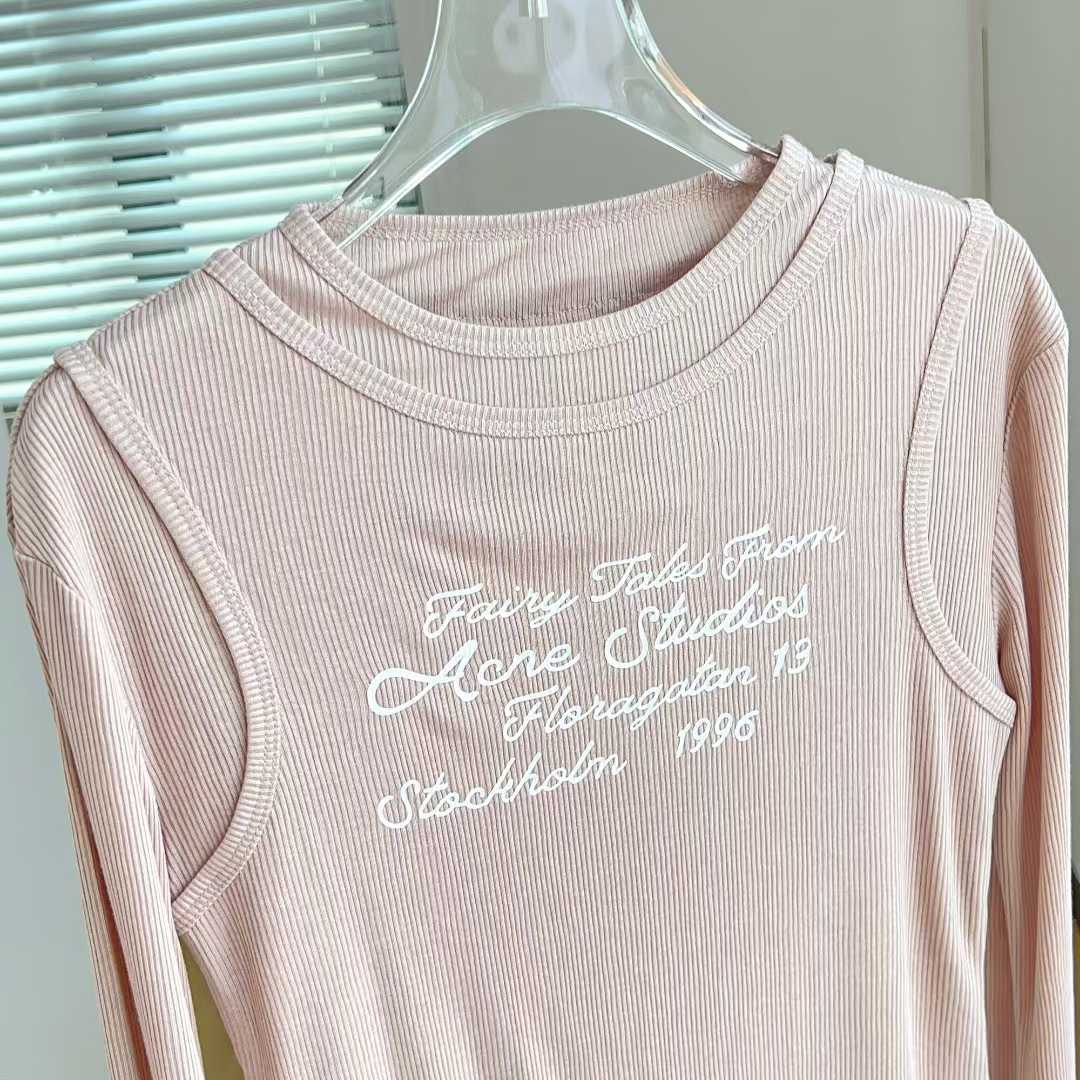 Fairy Tales From
Acne Studios
Floragatan 13
Stockholm 1996